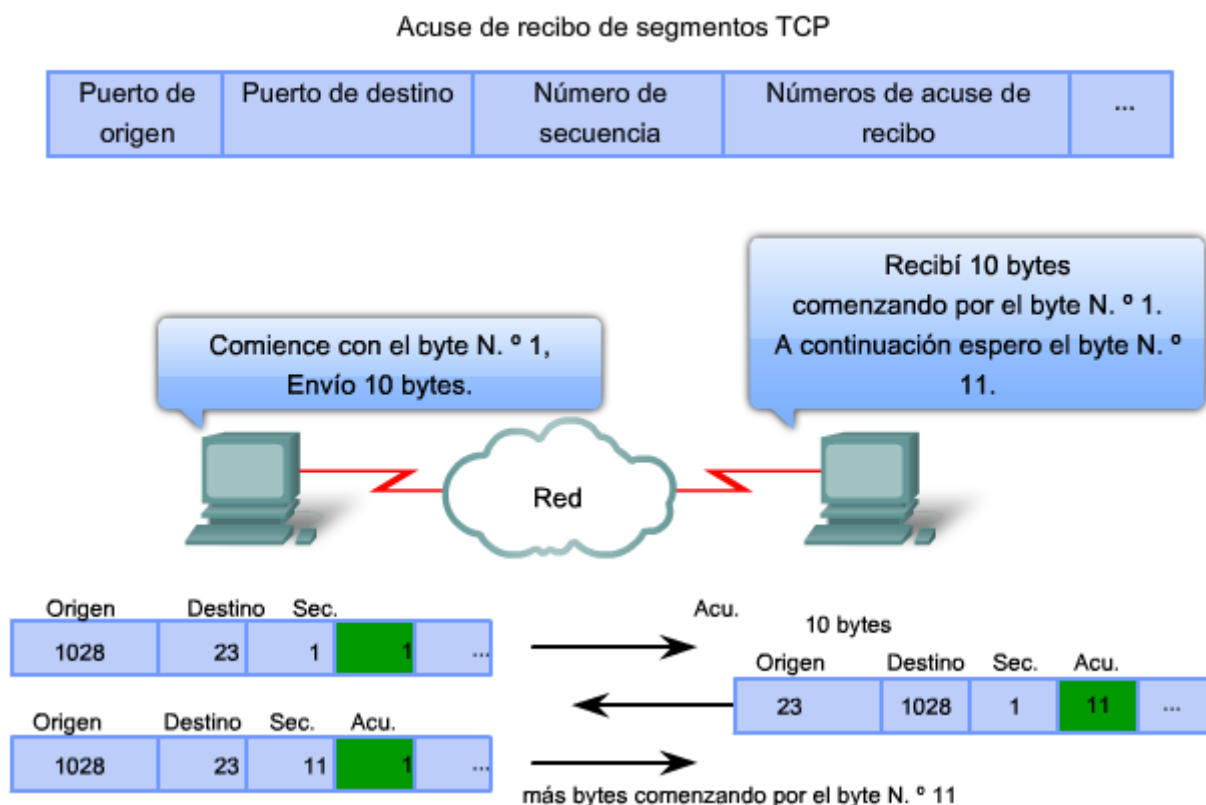 Acuse de recibo de segmentos TCP
Puerto de origen
Puerto de destino
Número de secuencia
Números de acuse de recibo
...
Comience con el byte N. º 1,
Envío 10 bytes.
Recibí 10 bytes
comenzando por el byte N. º 1.
A continuación espero el byte N. º
11.
Red
Origen Destino Sec. Acu.
1028 23 1 1 ...
10 bytes
Origen Destino Sec. Acu.
23 1028 1 11 ...
Origen Destino Sec. Acu.
1028 23 11 1 ...
más bytes comenzando por el byte N. º 11